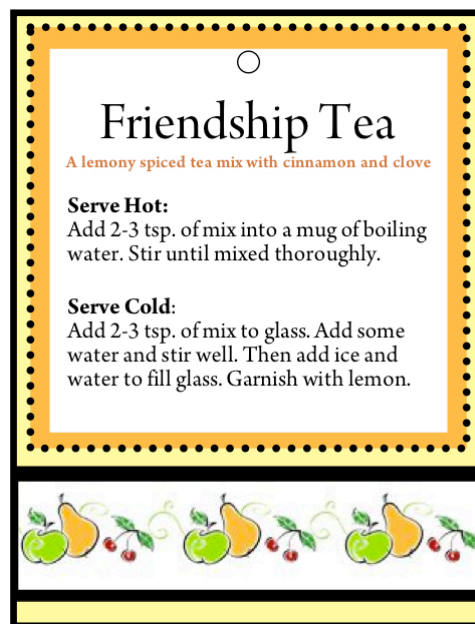 Friendship Tea
A lemony spiced tea mix with cinnamon and clove
Serve Hot:
Add 2-3 tsp. of mix into a mug of boiling
water. Stir until mixed thoroughly.
Serve Cold:
Add 2-3 tsp. of mix to glass. Add some
water and stir well. Then add ice and
water to fill glass. Garnish with lemon.